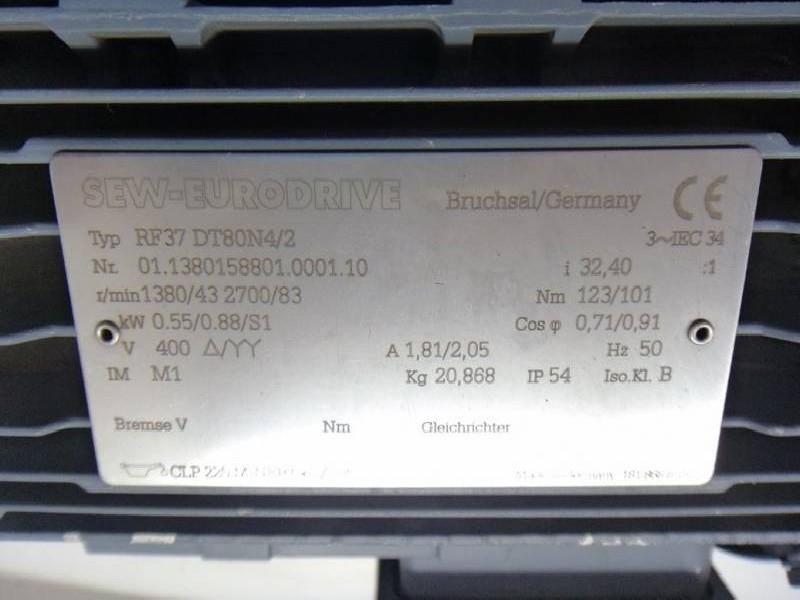 SEW-EURODRIVE Bruchsal/Germany CE
Typ RF37 DT80N4/2 3~IEC 34
Nr. 01.1380158801.0001.10 i 32,40 :1
r/min 1380/43 2700/83 Nm 123/101
kW 0.55/0.88/S1 Cos φ 0,71/0,91
V 400 Δ/YY A 1,81/2,05 Hz 50
IM M1 Kg 20,868 IP 54 Iso.Kl. B
Bremse V Nm Gleichrichter
CLP